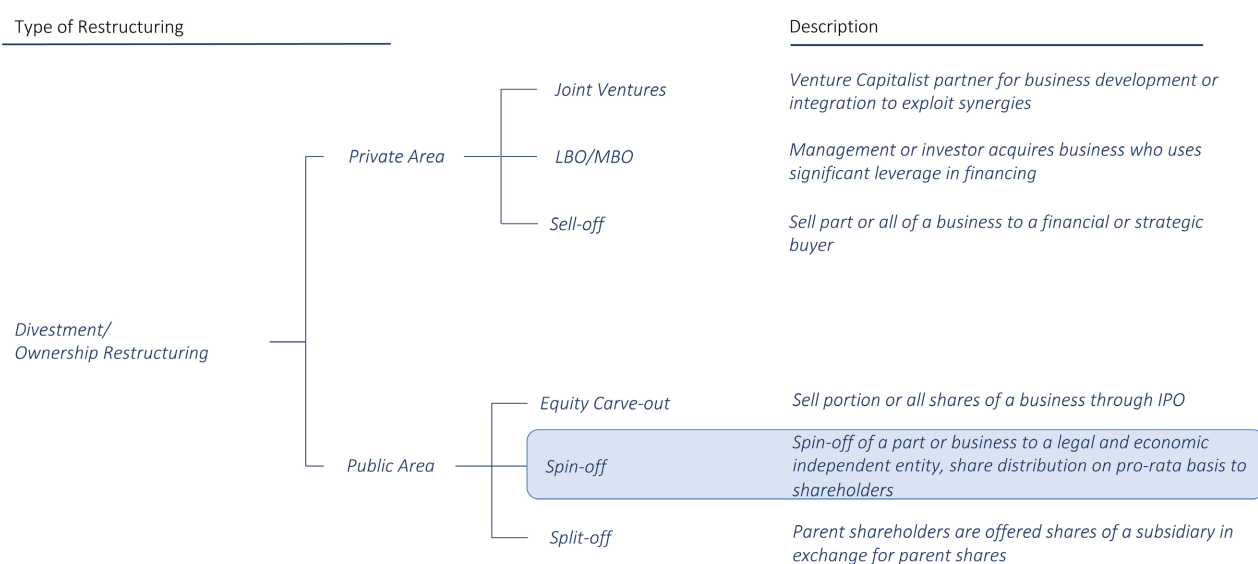 Type of Restructuring
Description
Joint Ventures
Venture Capitalist partner for business development or
integration to exploit synergies
Private Area
LBO/MBO
Management or investor acquires business who uses
significant leverage in financing
Sell-off
Sell part or all of a business to a financial or strategic
buyer
Divestment/
Ownership Restructuring
Equity Carve-out
Sell portion or all shares of a business through IPO
Public Area
Spin-off
Spin-off of a part or business to a legal and economic
independent entity, share distribution on pro-rata basis to
shareholders
Split-off
Parent shareholders are offered shares of a subsidiary in
exchange for parent shares